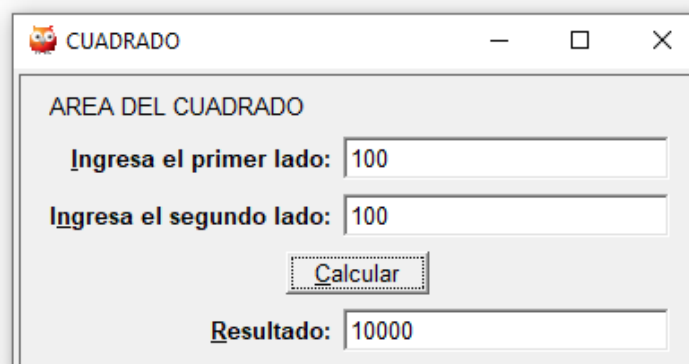 CUADRADO
AREA DEL CUADRADO
Ingresa el primer lado: 100
Ingresa el segundo lado: 100
Calcular
Resultado: 10000